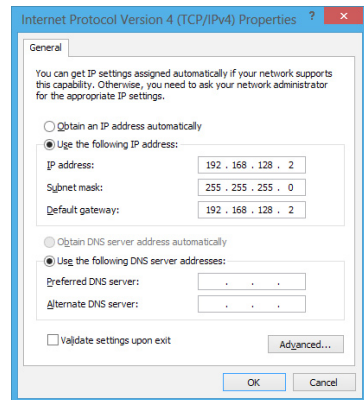 Internet Protocol Version 4 (TCP/IPv4) Properties ? ×
General
You can get IP settings assigned automatically if your network supports
this capability. Otherwise, you need to ask your network administrator
for the appropriate IP settings.
Obtain an IP address automatically
Use the following IP address:
IP address: 192 . 168 . 128 . 2
Subnet mask: 255 . 255 . 255 . 0
Default gateway: 192 . 168 . 128 . 2
Obtain DNS server address automatically
Use the following DNS server addresses:
Preferred DNS server: . . .
Alternate DNS server: . . .
Validate settings upon exit
Advanced...
OK Cancel